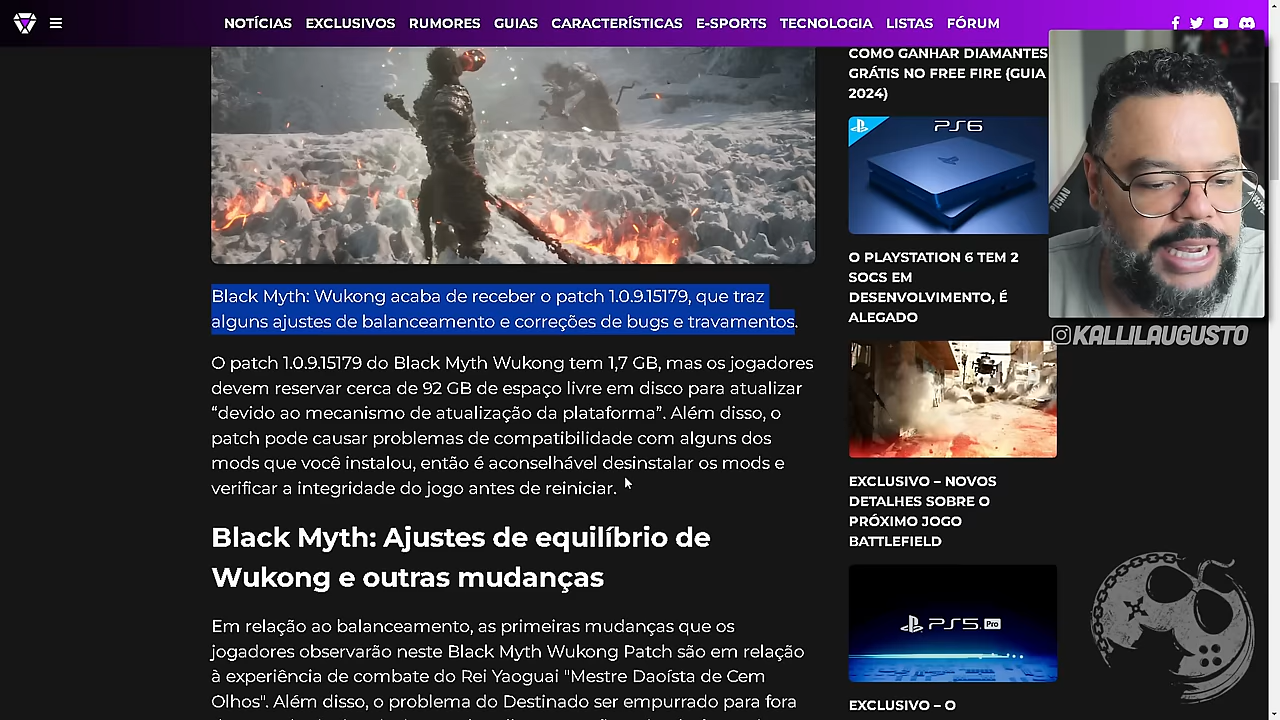 NOTÍCIAS EXCLUSIVOS RUMORES GUIAS CARACTERÍSTICAS E-SPORTS TECNOLOGIA LISTAS FÓRUM
Black Myth: Wukong acaba de receber o patch 1.0.9.15179, que traz
alguns ajustes de balanceamento e correções de bugs e travamentos.
O patch 1.0.9.15179 do Black Myth Wukong tem 1,7 GB, mas os jogadores
devem reservar cerca de 92 GB de espaço livre em disco para atualizar
“devido ao mecanismo de atualização da plataforma”. Além disso, o
patch pode causar problemas de compatibilidade com alguns dos
mods que você instalou, então é aconselhável desinstalar os mods e
verificar a integridade do jogo antes de reiniciar.
Black Myth: Ajustes de equilíbrio de
Wukong e outras mudanças
Em relação ao balanceamento, as primeiras mudanças que os
jogadores observarão neste Black Myth Wukong Patch são em relação
à experiência de combate do Rei Yaoguai "Mestre Daoísta de Cem
Olhos". Além disso, o problema do Destinado ser empurrado para fora
COMO GANHAR DIAMANTES
GRÁTIS NO FREE FIRE (GUIA
2024)
PS6
O PLAYSTATION 6 TEM 2
SOCS EM
DESENVOLVIMENTO, É
ALEGADO
EXCLUSIVO – NOVOS
DETALHES SOBRE O
PRÓXIMO JOGO
BATTLEFIELD
PS5 Pro
EXCLUSIVO – O
PICHAU
KALLILAUGUSTO